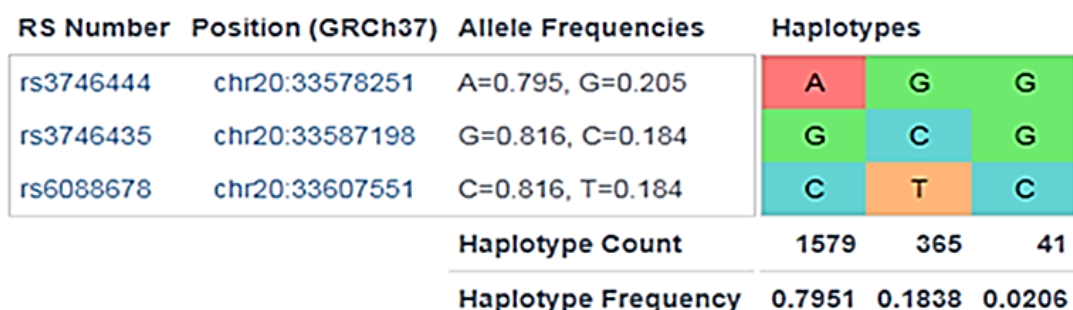 RS Number Position (GRCh37) Allele Frequencies Haplotypes
rs3746444 chr20:33578251 A=0.795, G=0.205 A G G
rs3746435 chr20:33587198 G=0.816, C=0.184 G C G
rs6088678 chr20:33607551 C=0.816, T=0.184 C T C
Haplotype Count 1579 365 41
Haplotype Frequency 0.7951 0.1838 0.0206